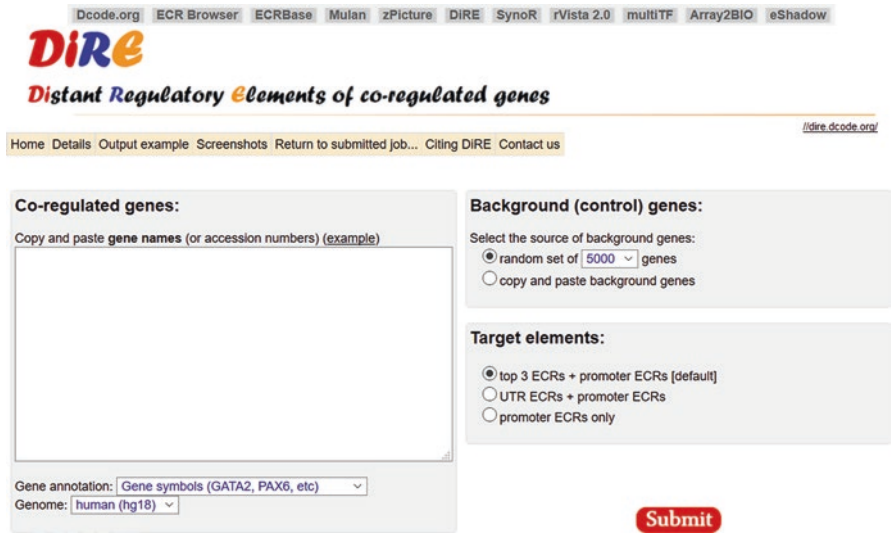 Dcode.org ECR Browser ECRBase Mulan zPicture DiRE SynoR rVista 2.0 multiTF Array2BIO eShadow
DiRE
Distant Regulatory Elements of co-regulated genes
//dire.dcode.org/
Home Details Output example Screenshots Return to submitted job... Citing DiRE Contact us
Co-regulated genes:
Copy and paste gene names (or accession numbers) (example)
Gene annotation: Gene symbols (GATA2, PAX6, etc)
Genome: human (hg18)
Background (control) genes:
Select the source of background genes:
random set of 5000 genes
copy and paste background genes
Target elements:
top 3 ECRs + promoter ECRs [default]
UTR ECRs + promoter ECRs
promoter ECRs only
Submit